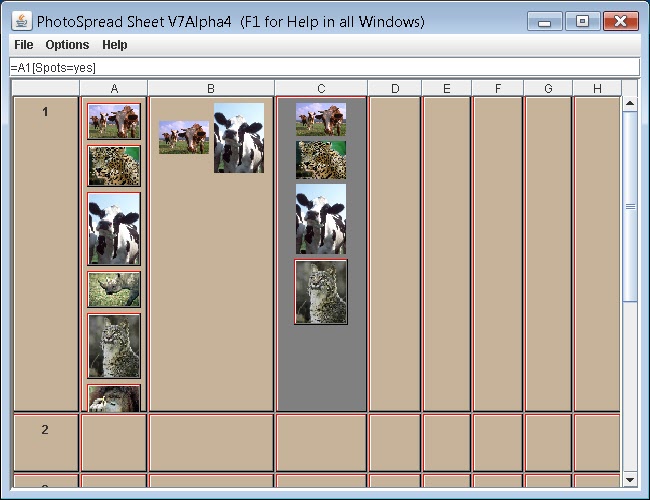 PhotoSpread Sheet V7Alpha4 (F1 for Help in all Windows)
File Options Help
=A1[Spots=yes]
A B C D E F G H
1
2